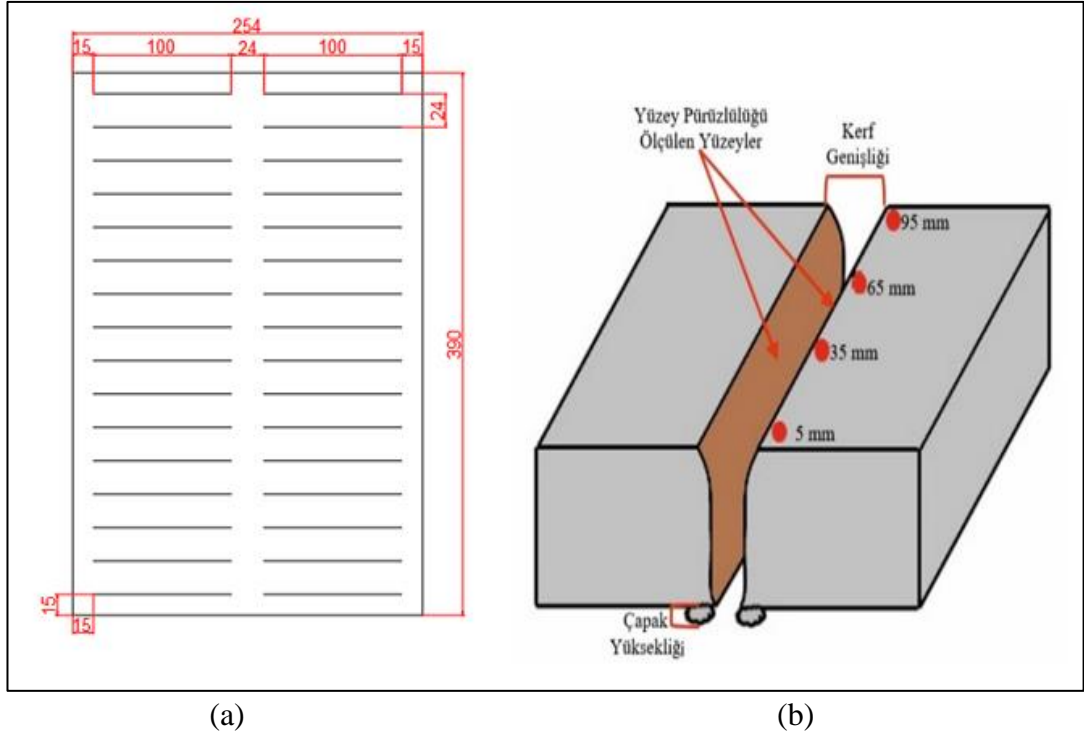 254
15 100 24 100 15
24
390
15
15
Yüzey Pürüzlülüğü
Ölçülen Yüzeyler
Kerf
Genişliği
95 mm
65 mm
35 mm
5 mm
Çapak
Yüksekliği
(a) (b)